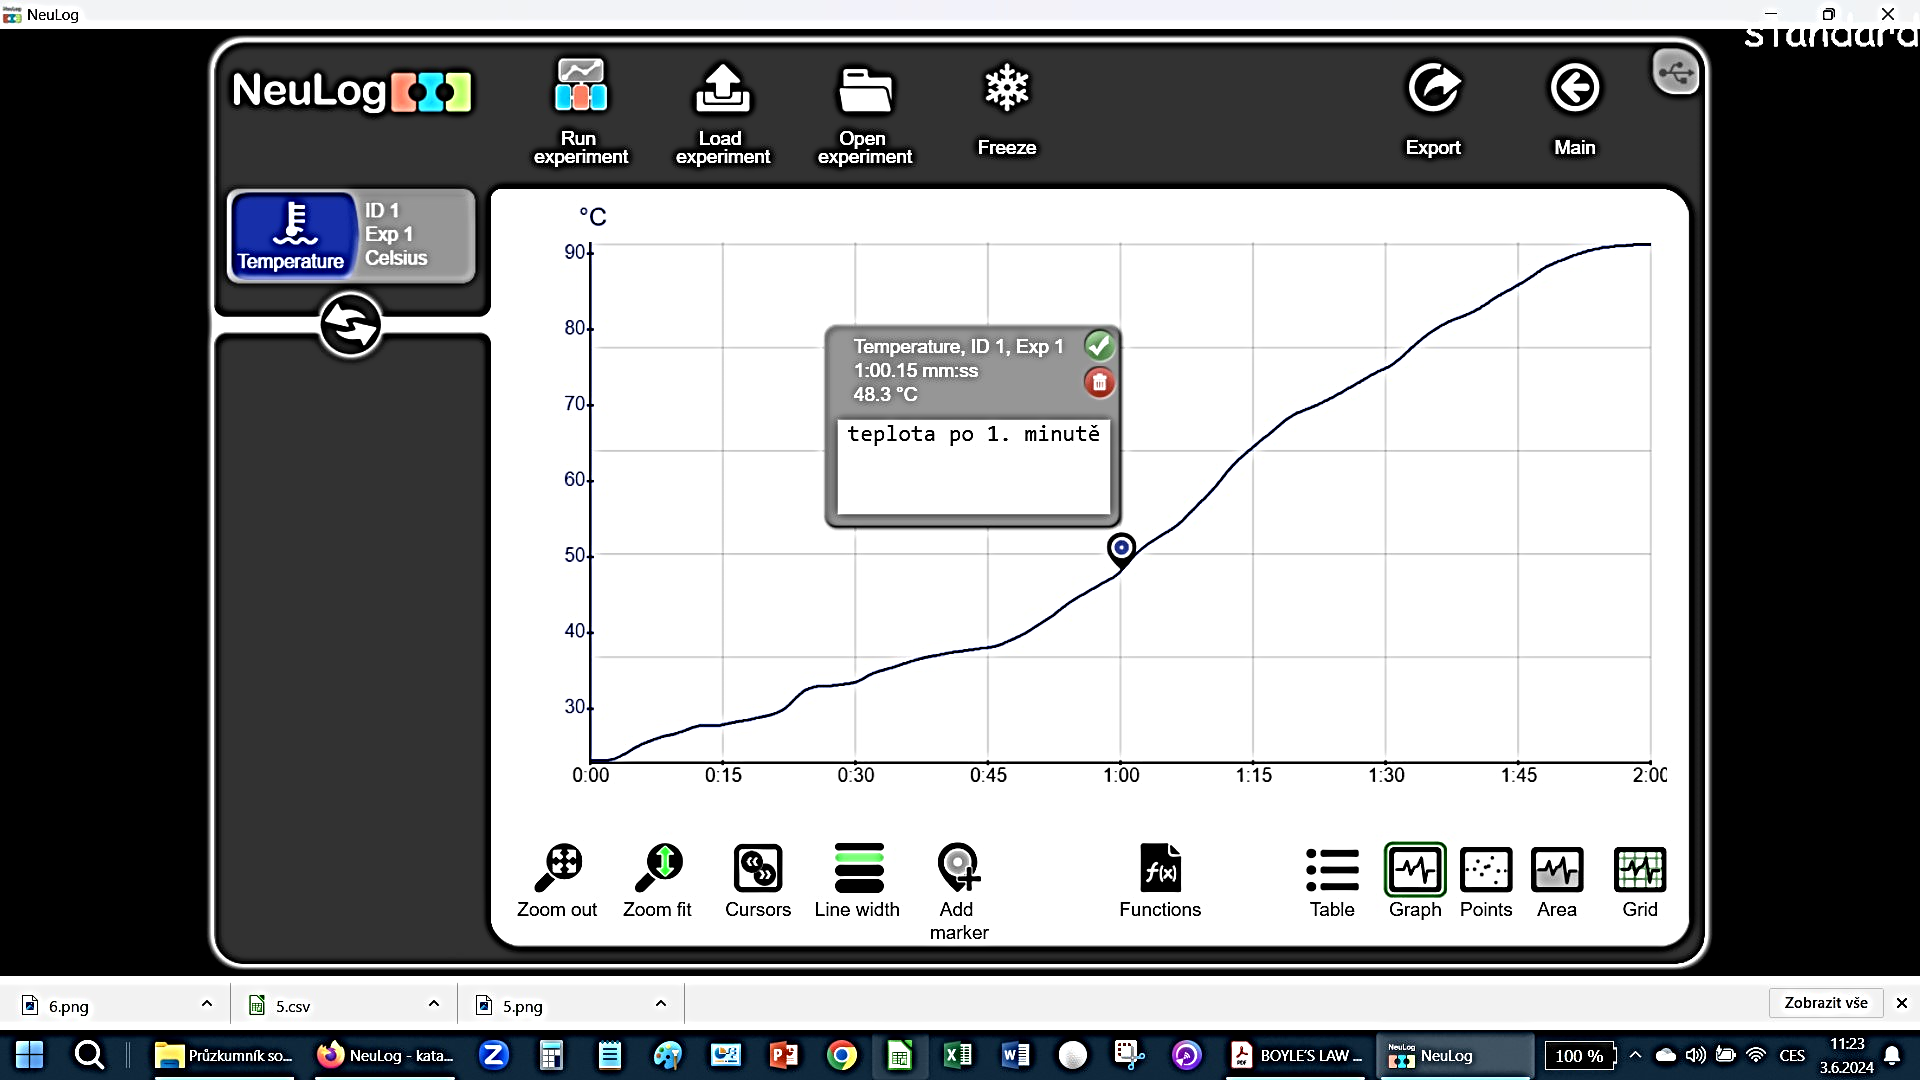 NeuLog
standard
NeuLog
Run
experiment
Load
experiment
Open
experiment
Freeze
Export
Main
Temperature
ID 1
Exp 1
Celsius
°C
90
80
70
60
50
40
30
Temperature, ID 1, Exp 1
1:00.15 mm:ss
48.3 °C
teplota po 1. minutě
0:00
0:15
0:30
0:45
1:00
1:15
1:30
1:45
2:00
Zoom out
Zoom fit
Cursors
Line width
Add
marker
f(x)
Functions
Table
Graph
Points
Area
Grid
6.png
5.csv
5.png
Zobrazit vše
Průzkumník so...
NeuLog - kata...
BOYLE'S LAW ...
NeuLog
100 %
CES
11:23
3.6.2024